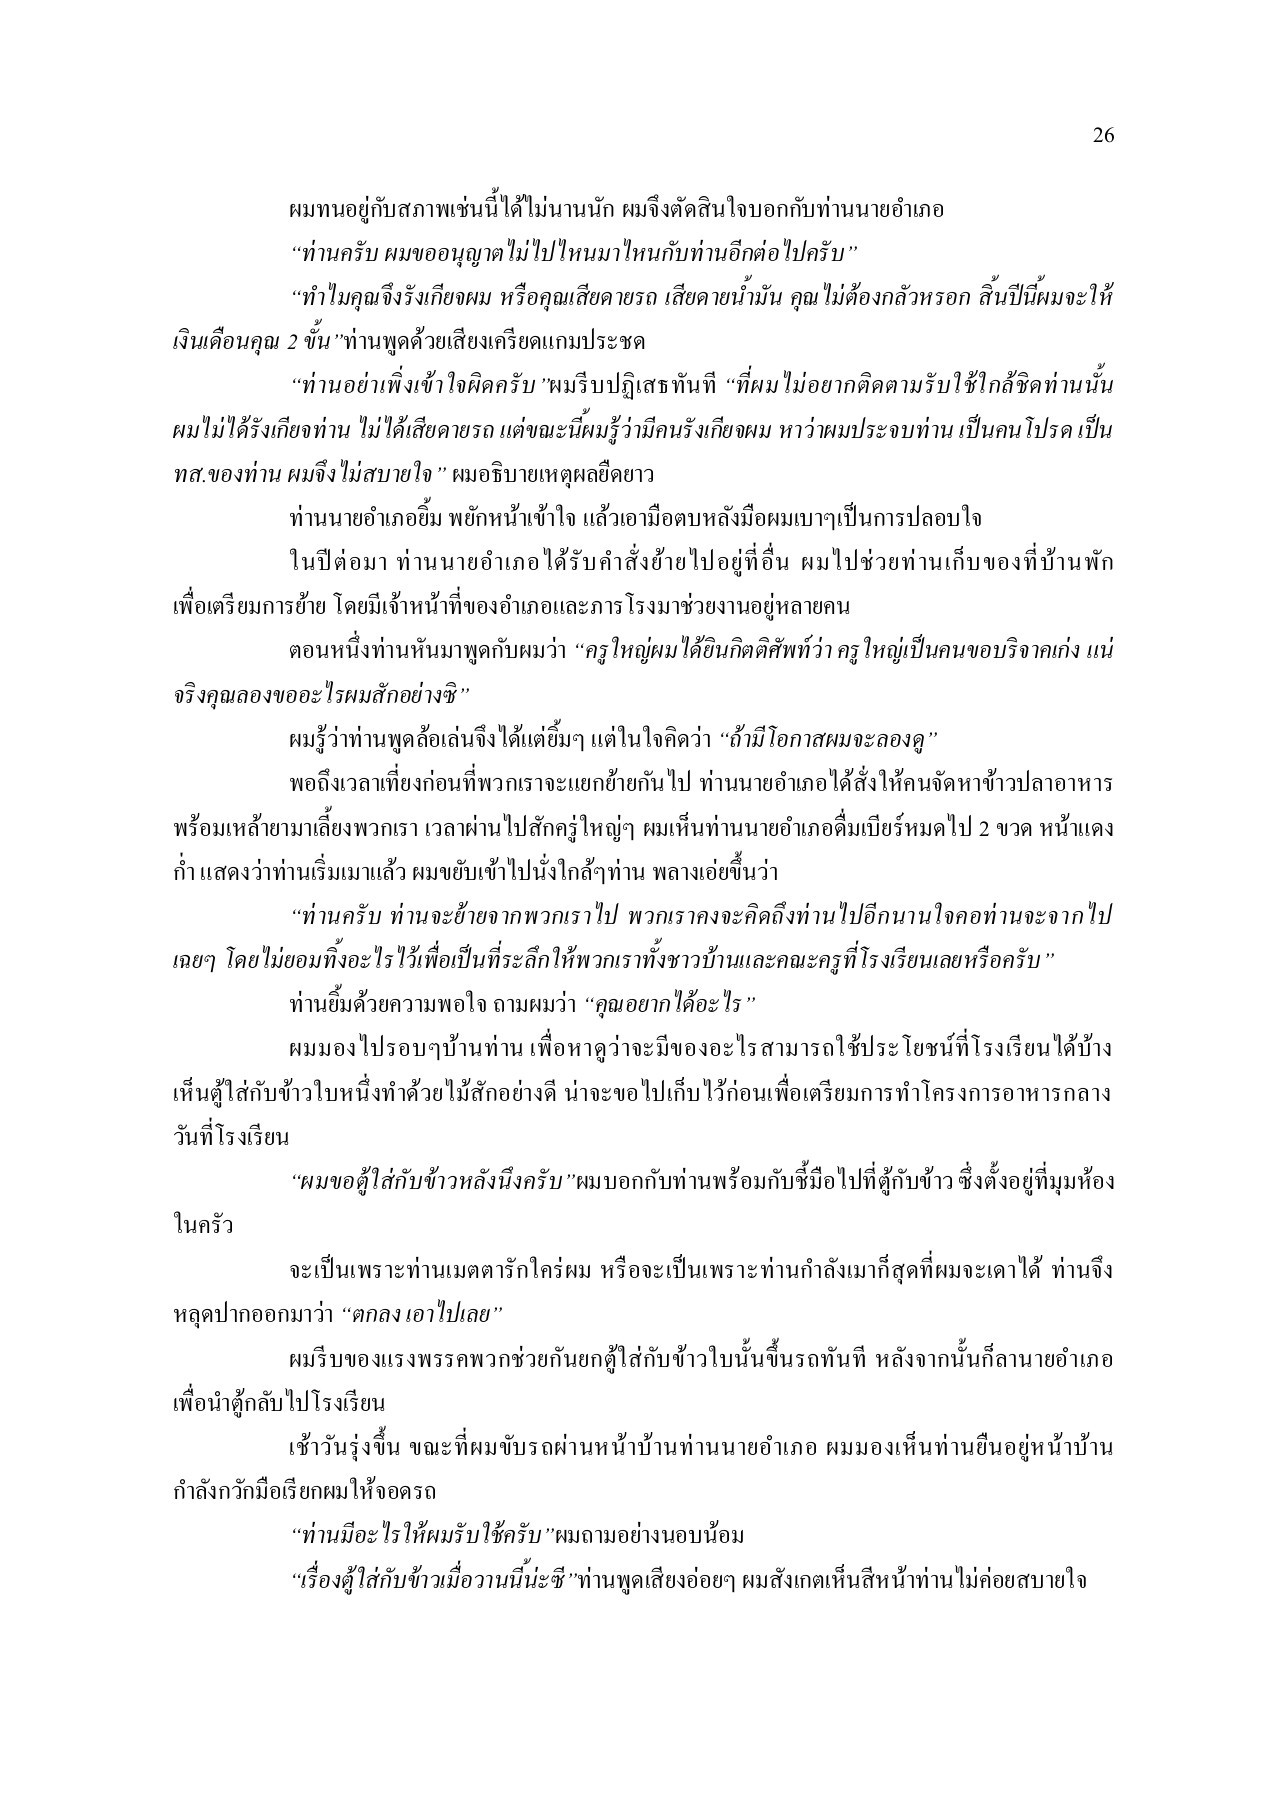 26
ผมทนอยู่กับสภาพเช่นนี้ได้ไม่นานนัก ผมจึงตัดสินใจบอกกับท่านนายอำเภอ
“ท่านครับ ผมขออนุญาตไม่ไปไหนมาไหนกับท่านอีกต่อไปครับ”
“ทำไมคุณจึงรังเกียจผม หรือคุณเสียดายรถ เสียดายน้ำมัน คุณไม่ต้องกลัวหรอก สิ้นปีนี้ผมจะให้
เงินเดือนคุณ 2 ขั้น”ท่านพูดด้วยเสียงเครียดแกมประชด
“ท่านอย่าเพิ่งเข้าใจผิดครับ”ผมรีบปฏิเสธทันที “ที่ผมไม่อยากติดตามรับใช้ใกล้ชิดท่านนั้น
ผมไม่ได้รังเกียจท่าน ไม่ได้เสียดายรถ แต่ขณะนี้ผมรู้ว่ามีคนรังเกียจผม หาว่าผมประจบท่าน เป็นคนโปรด เป็น
ทส.ของท่าน ผมจึงไม่สบายใจ” ผมอธิบายเหตุผลยืดยาว
ท่านนายอำเภอยิ้ม พยักหน้าเข้าใจ แล้วเอามือตบหลังมือผมเบาๆเป็นการปลอบใจ
ในปีต่อมา ท่านนายอำเภอได้รับคำสั่งย้ายไปอยู่ที่อื่น ผมไปช่วยท่านเก็บของที่บ้านพัก
เพื่อเตรียมการย้าย โดยมีเจ้าหน้าที่ของอำเภอและภารโรงมาช่วยงานอยู่หลายคน
ตอนหนึ่งท่านหันมาพูดกับผมว่า “ครูใหญ่ผมได้ยินกิตติศัพท์ว่า ครูใหญ่เป็นคนขอบริจาคเก่ง แน่
จริงคุณลองขออะไรผมสักอย่างซิ”
ผมรู้ว่าท่านพูดล้อเล่นจึงได้แต่ยิ้มๆ แต่ในใจคิดว่า “ถ้ามีโอกาสผมจะลองดู”
พอถึงเวลาเที่ยงก่อนที่พวกเราจะแยกย้ายกันไป ท่านนายอำเภอได้สั่งให้คนจัดหาข้าวปลาอาหาร
พร้อมเหล้ายามาเลี้ยงพวกเรา เวลาผ่านไปสักครู่ใหญ่ๆ ผมเห็นท่านนายอำเภอดื่มเบียร์หมดไป 2 ขวด หน้าแดง
ก่ำ แสดงว่าท่านเริ่มเมาแล้ว ผมขยับเข้าไปนั่งใกล้ๆท่าน พลางเอ่ยขึ้นว่า
“ท่านครับ ท่านจะย้ายจากพวกเราไป พวกเราคงจะคิดถึงท่านไปอีกนานใจคอท่านจะจากไป
เฉยๆ โดยไม่ยอมทิ้งอะไรไว้เพื่อเป็นที่ระลึกให้พวกเราทั้งชาวบ้านและคณะครูที่โรงเรียนเลยหรือครับ”
ท่านยิ้มด้วยความพอใจ ถามผมว่า “คุณอยากได้อะไร”
ผมมองไปรอบๆบ้านท่าน เพื่อหาดูว่าจะมีของอะไรสามารถใช้ประโยชน์ที่โรงเรียนได้บ้าง
เห็นตู้ใส่กับข้าวใบหนึ่งทำด้วยไม้สักอย่างดี น่าจะขอไปเก็บไว้ก่อนเพื่อเตรียมการทำโครงการอาหารกลาง
วันที่โรงเรียน
“ผมขอตู้ใส่กับข้าวหลังนึงครับ”ผมบอกกับท่านพร้อมกับชี้มือไปที่ตู้กับข้าว ซึ่งตั้งอยู่ที่มุมห้อง
ในครัว
จะเป็นเพราะท่านเมตตารักใคร่ผม หรือจะเป็นเพราะท่านกำลังเมาก็สุดที่ผมจะเดาได้ ท่านจึง
หลุดปากออกมาว่า “ตกลง เอาไปเลย”
ผมรีบของแรงพรรคพวกช่วยกันยกตู้ใส่กับข้าวใบนั้นขึ้นรถทันที หลังจากนั้นก็ลานายอำเภอ
เพื่อนำตู้กลับไปโรงเรียน
เช้าวันรุ่งขึ้น ขณะที่ผมขับรถผ่านหน้าบ้านท่านนายอำเภอ ผมมองเห็นท่านยืนอยู่หน้าบ้าน
กำลังกวักมือเรียกผมให้จอดรถ
“ท่านมีอะไรให้ผมรับใช้ครับ”ผมถามอย่างนอบน้อม
“เรื่องตู้ใส่กับข้าวเมื่อวานนี้น่ะซี”ท่านพูดเสียงอ่อยๆ ผมสังเกตเห็นสีหน้าท่านไม่ค่อยสบายใจ